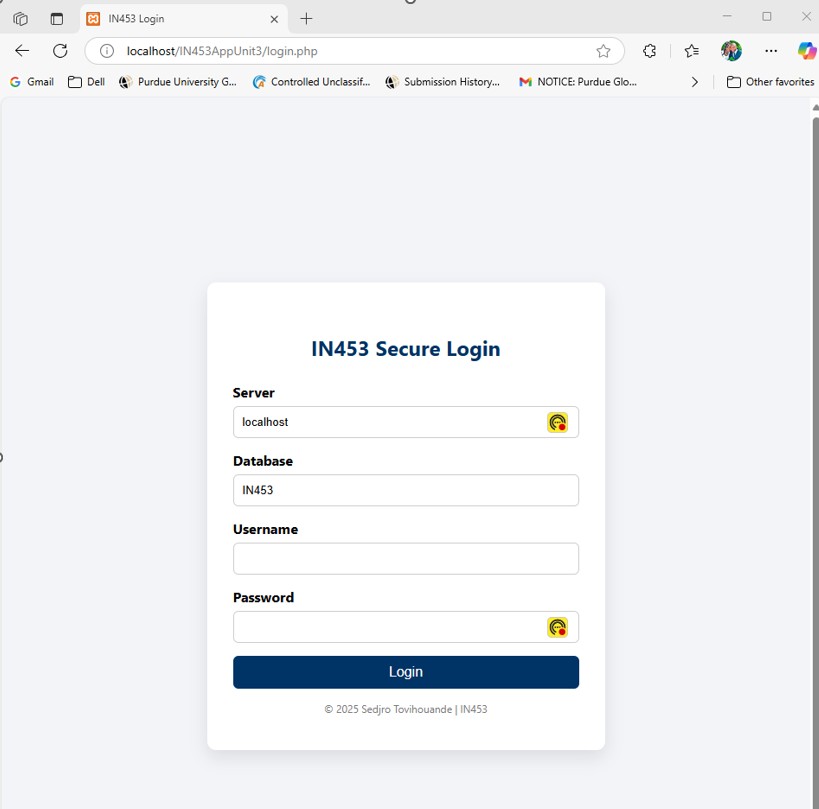 IN453 Login
localhost/IN453AppUnit3/login.php
Gmail
Dell
Purdue University G...
Controlled Unclassif...
Submission History...
NOTICE: Purdue Glo...
Other favorites
IN453 Secure Login
Server
localhost
Database
IN453
Username
Password
Login
© 2025 Sedjro Tovihouande | IN453